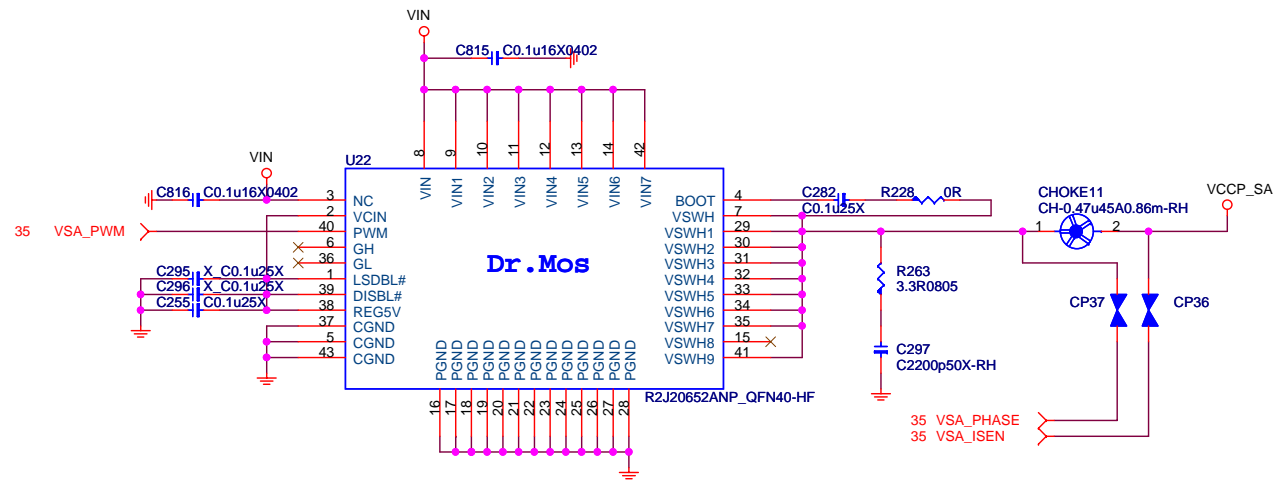 VIN
C815 C0.1u16X0402
8 9 10 11 12 13 14 42
U22
VIN VIN1 VIN2 VIN3 VIN4 VIN5 VIN6 VIN7
VIN
C816 C0.1u16X0402
3 NC
2 VCIN
35 VSA_PWM
40 PWM
6 GH
36 GL
C295 X_C0.1u25X
1 LSDBL#
C296 X_C0.1u25X
39 DISBL#
C255 C0.1u25X
38 REG5V
37 CGND
5 CGND
43 CGND
Dr.Mos
BOOT 4
VSWH 7
VSWH1 29
VSWH2 30
VSWH3 31
VSWH4 32
VSWH5 33
VSWH6 34
VSWH7 35
VSWH8 15
VSWH9 41
C282
C0.1u25X
R228 0R
R263
3.3R0805
C297
C2200p50X-RH
CHOKE11
CH-0.47u45A0.86m-RH
1 2
VCCP_SA
CP37
CP36
PGND PGND PGND PGND PGND PGND PGND PGND PGND PGND PGND PGND PGND
16 17 18 19 20 21 22 23 24 25 26 27 28
R2J20652ANP_QFN40-HF
35 VSA_PHASE
35 VSA_ISEN